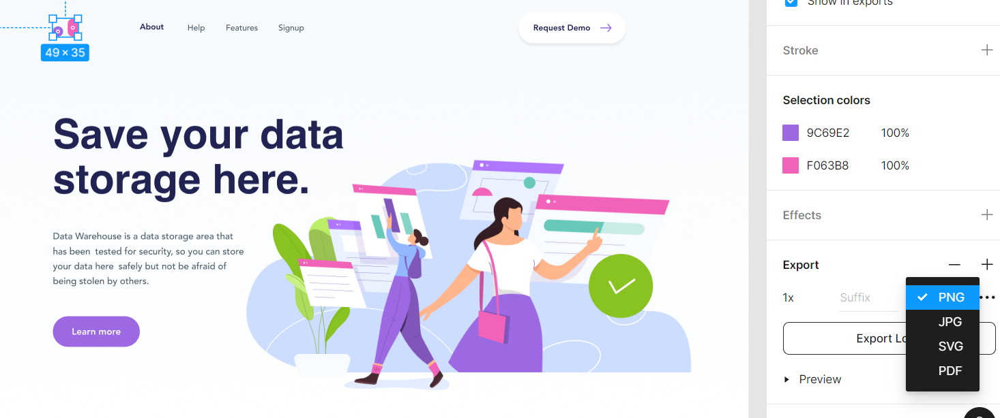 Show in exports
About
Help
Features
Signup
Request Demo
49 × 35
Save your data
storage here.
Data Warehouse is a data storage area that
has been tested for security, so you can store
your data here safely but not be afraid of
being stolen by others.
Learn more
Stroke
Selection colors
9C69E2 100%
F063B8 100%
Effects
Export
1x
Suffix
PNG
JPG
SVG
PDF
Export Lo
Preview